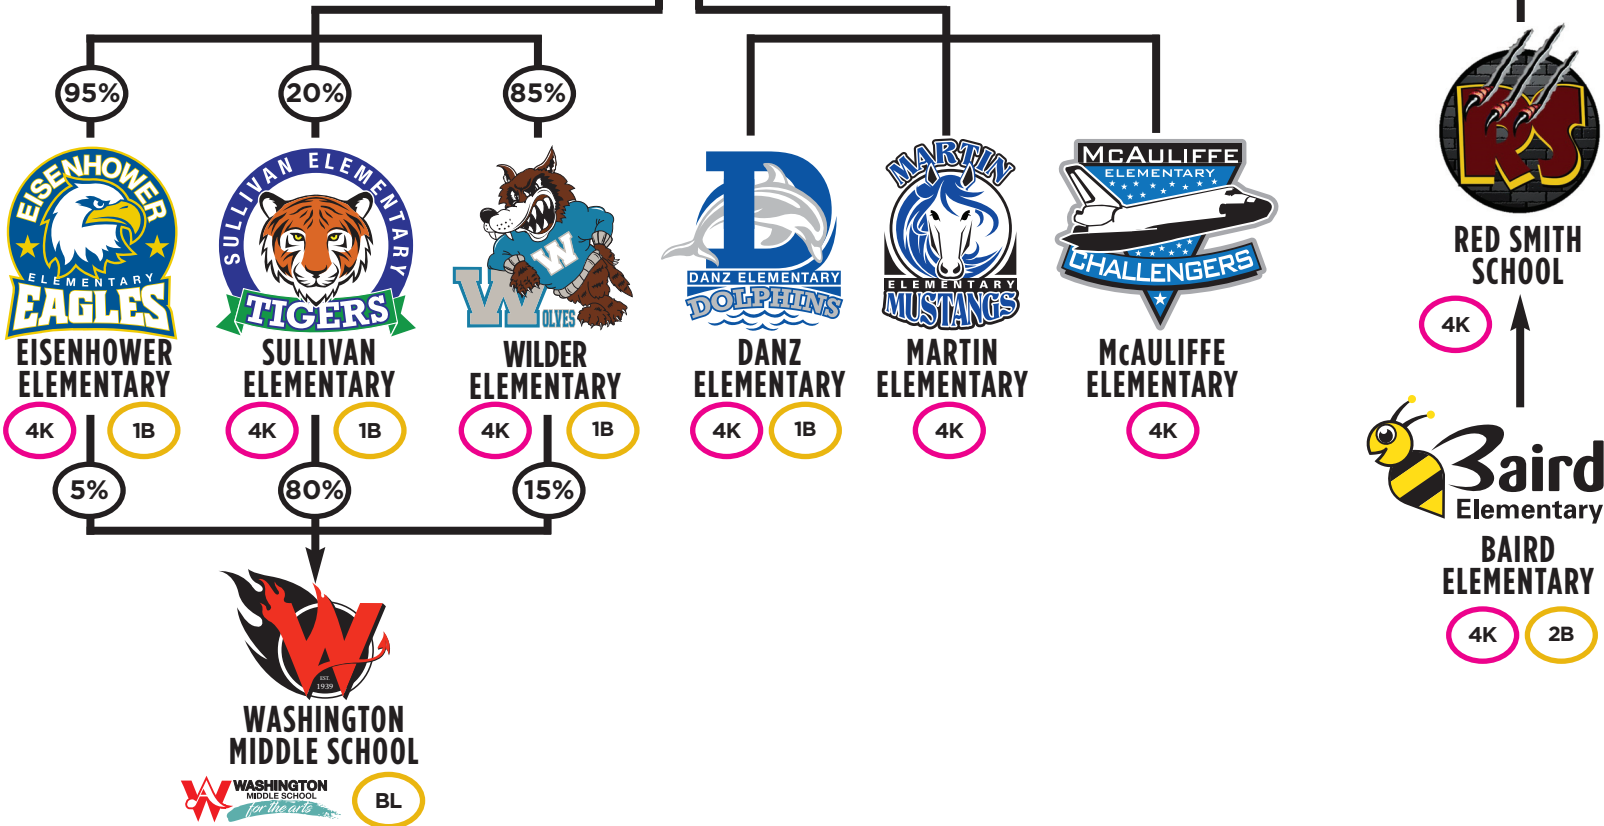 95%
20%
85%
EISENHOWER
ELEMENTARY
EAGLES
SULLIVAN ELEMENTARY
TIGERS
W
W
OLVES
D
DANZ ELEMENTARY
DOLPHINS
MARTIN
ELEMENTARY
MUSTANGS
McAULIFFE
ELEMENTARY
CHALLENGERS
RS
RED SMITH
SCHOOL
4K
EISENHOWER
ELEMENTARY
4K
1B
SULLIVAN
ELEMENTARY
4K
1B
WILDER
ELEMENTARY
4K
1B
DANZ
ELEMENTARY
4K
1B
MARTIN
ELEMENTARY
4K
McAULIFFE
ELEMENTARY
4K
Baird
Elementary
BAIRD
ELEMENTARY
4K
2B
5%
80%
15%
W
EST.
1939
WASHINGTON
MIDDLE SCHOOL
W
WASHINGTON
MIDDLE SCHOOL
for the arts
BL